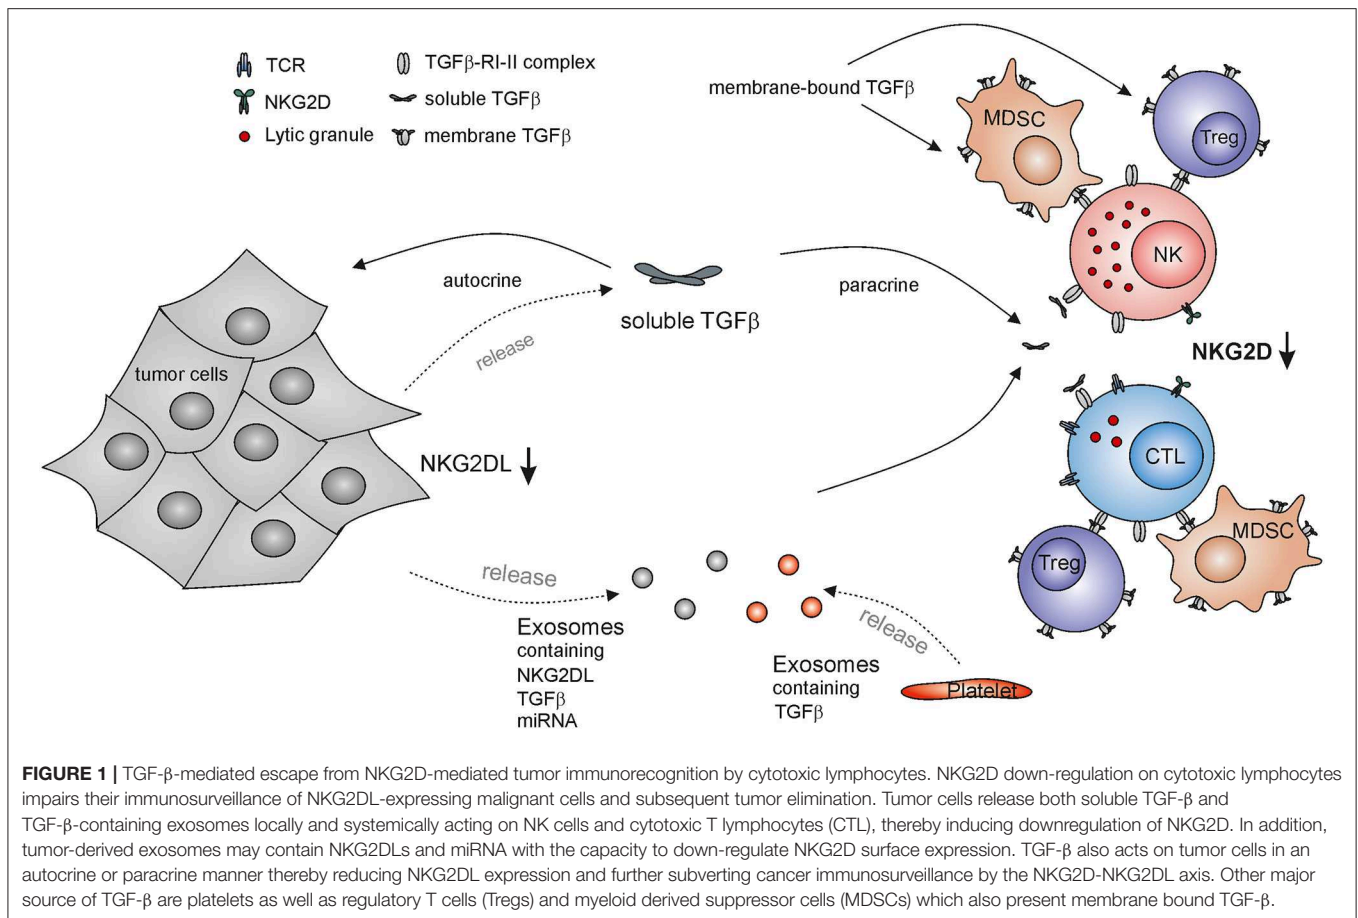 TCR
NKG2D
Lytic granule
TGFβ-RI-II complex
soluble TGFβ
membrane TGFβ
membrane-bound TGFβ
MDSC
Treg
NK
autocrine
release
soluble TGFβ
paracrine
NKG2D
tumor cells
NKG2DL
CTL
MDSC
Treg
release
Exosomes
containing
NKG2DL
TGFβ
miRNA
release
Exosomes
containing
TGFβ
Platelet
FIGURE 1 | TGF-β-mediated escape from NKG2D-mediated tumor immunorecognition by cytotoxic lymphocytes. NKG2D down-regulation on cytotoxic lymphocytes
impairs their immunosurveillance of NKG2DL-expressing malignant cells and subsequent tumor elimination. Tumor cells release both soluble TGF-β and
TGF-β-containing exosomes locally and systemically acting on NK cells and cytotoxic T lymphocytes (CTL), thereby inducing downregulation of NKG2D. In addition,
tumor-derived exosomes may contain NKG2DLs and miRNA with the capacity to down-regulate NKG2D surface expression. TGF-β also acts on tumor cells in an
autocrine or paracrine manner thereby reducing NKG2DL expression and further subverting cancer immunosurveillance by the NKG2D-NKG2DL axis. Other major
source of TGF-β are platelets as well as regulatory T cells (Tregs) and myeloid derived suppressor cells (MDSCs) which also present membrane bound TGF-β.